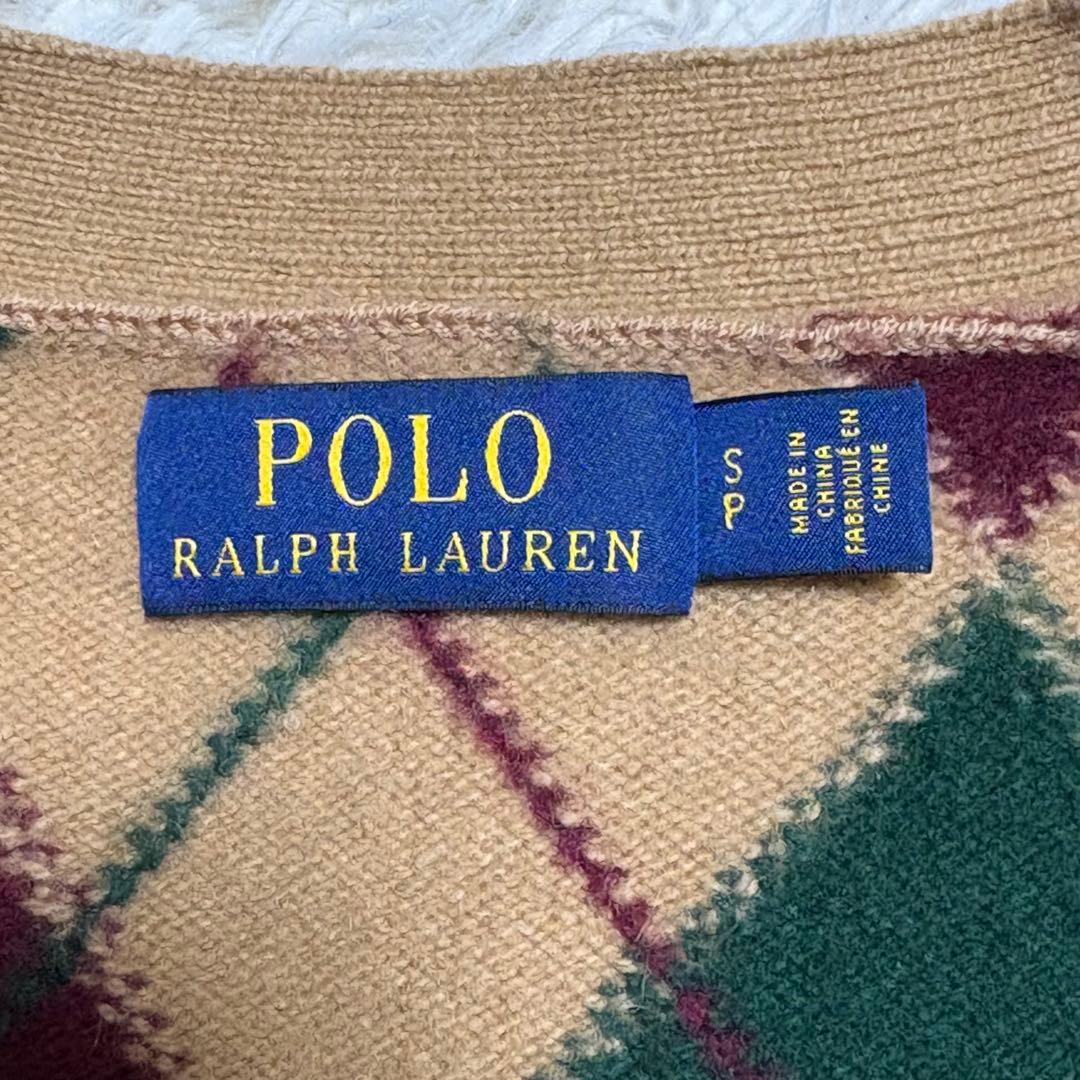 POLO
RALPH LAUREN
S
P
MADE IN
CHINA
FABRIQUÉ EN
CHINE